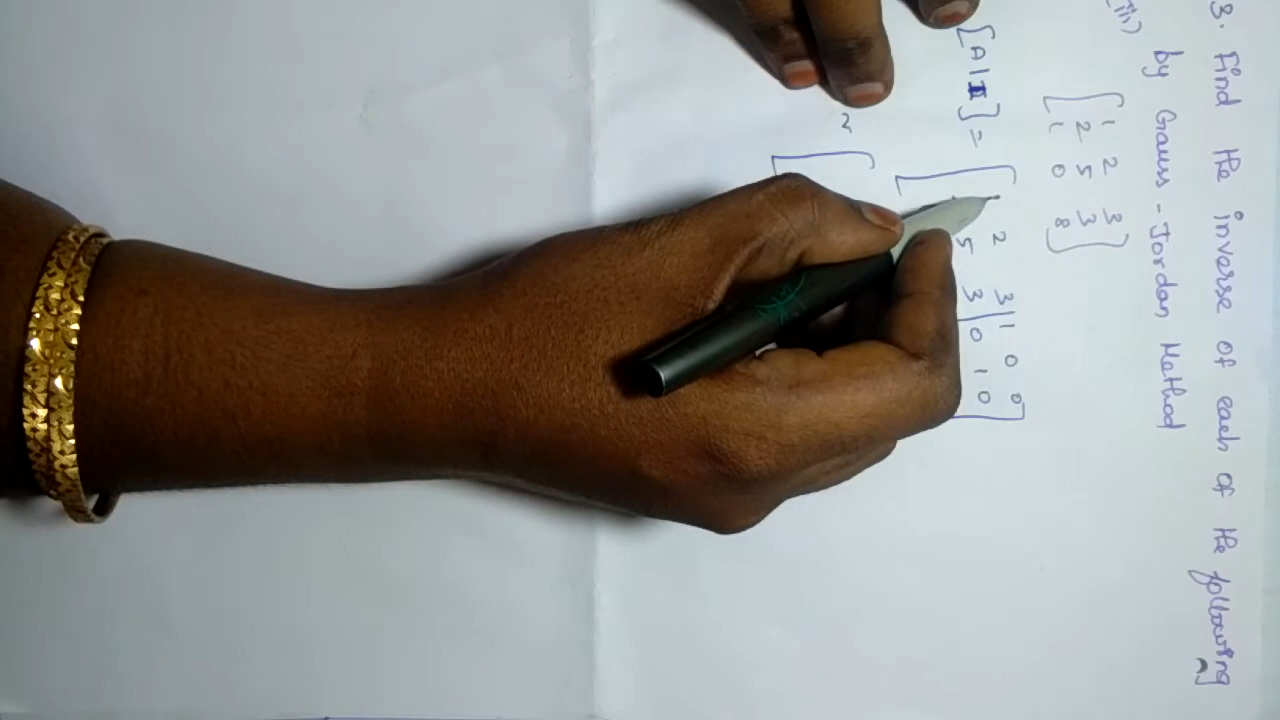 3. Find the inverse of each of the following
by Gauss - Jordan Method
[ 1 2 3
2 5 3
1 0 8 ]
[A|I] = [ 2 3 | 1 0 0
5 3 | 0 1 0 ]
~ [